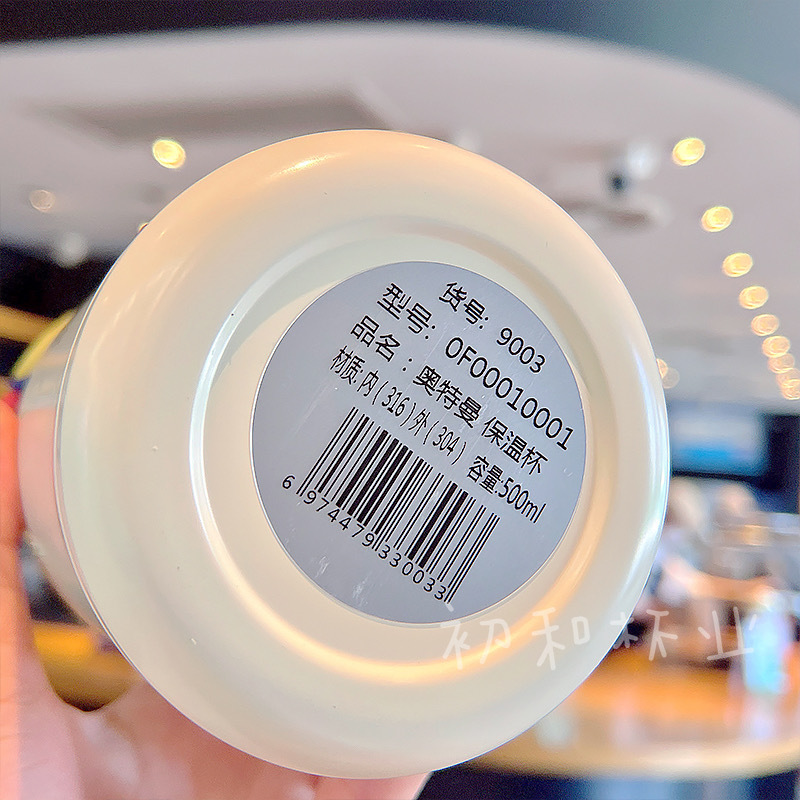 货号: 9003
型号: 0F00010001
品名: 奥特曼 保温杯
材质:内(316)外(304) 容量:500ml
6 974479 330033
初和杯业